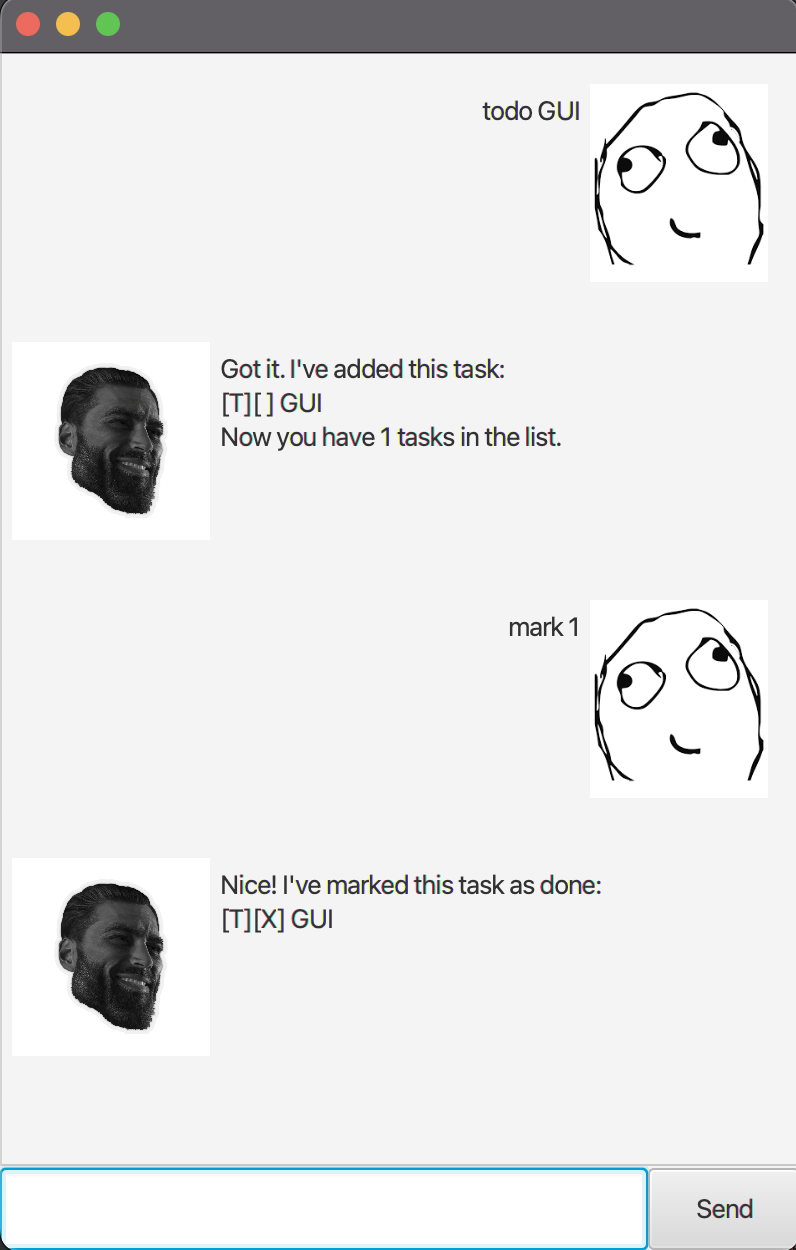 todo GUI
Got it. I've added this task:
[T][ ] GUI
Now you have 1 tasks in the list.
mark 1
Nice! I've marked this task as done:
[T][X] GUI
Send